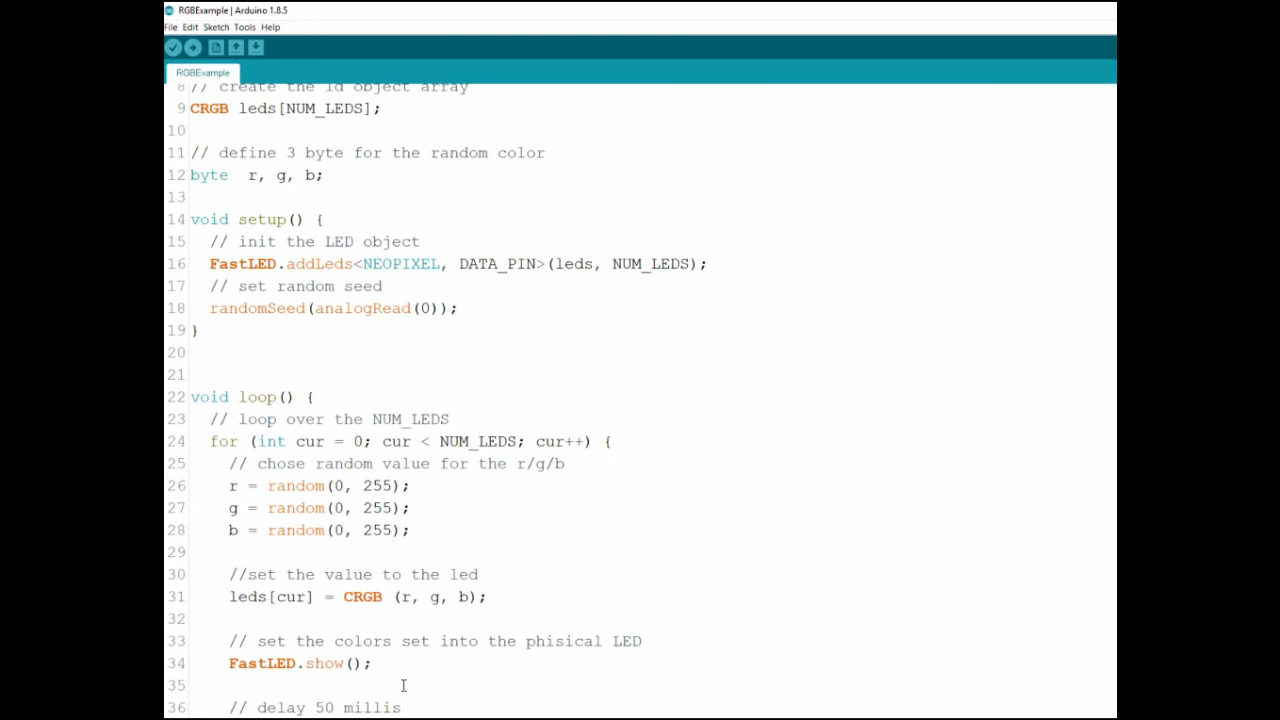 RGBExample | Arduino 1.8.5
File Edit Sketch Tools Help
RGBExample
8 // create the ld object array
9 CRGB leds[NUM_LEDS];
10
11 // define 3 byte for the random color
12 byte  r, g, b;
13
14 void setup() {
15   // init the LED object
16   FastLED.addLeds<NEOPIXEL, DATA_PIN>(leds, NUM_LEDS);
17   // set random seed
18   randomSeed(analogRead(0));
19 }
20
21
22 void loop() {
23   // loop over the NUM_LEDS
24   for (int cur = 0; cur < NUM_LEDS; cur++) {
25     // chose random value for the r/g/b
26     r = random(0, 255);
27     g = random(0, 255);
28     b = random(0, 255);
29
30     //set the value to the led
31     leds[cur] = CRGB (r, g, b);
32
33     // set the colors set into the phisical LED
34     FastLED.show();
35
36     // delay 50 millis